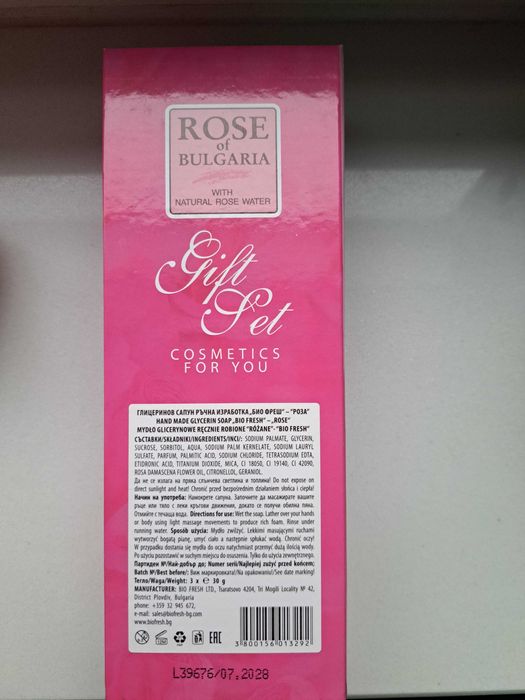 ROSE
of
BULGARIA
WITH
NATURAL ROSE WATER
Gift
Set
COSMETICS
FOR YOU
ГЛИЦЕРИНОВ САПУН РЪЧНА ИЗРАБОТКА „БИО ФРЕШ" – "РОЗА"
HAND MADE GLYCERIN SOAP „BIO FRESH" – „ROSE"
MYDŁO GLICERYNOWE RĘCZNIE ROBIONE "RÓŻANE"- "BIO FRESH"
СЪСТАВКИ/SKŁADNIKI/INGREDIENTS/INCI/: SODIUM PALMATE, GLYCERIN,
SUCROSE, SORBITOL, AQUA, SODIUM PALM KERNELATE, SODIUM LAURYL
SULFATE, PARFUM, PALMITIC ACID, SODIUM CHLORIDE, TETRASODIUM EDTA,
ETIDRONIC ACID, TITANIUM DIOXIDE, MICA, CI 18050, CI 19140, CI 42090,
ROSA DAMASCENA FLOWER OIL, CITRONELLOL, GERANIOL.
Да не се излага на пряка слънчева светлина и топлина! Do not expose on
direct sunlight and heat! Chronić przed bezpośrednim działaniem słońca i ciepła!
Начин на употреба: Намокрете сапуна. Започнете да масажирате вашите
ръце или тяло с леки кръгови движения, докато се получи обилна пяна.
Отмийте с течаща вода. Directions for use: Wet the soap. Lather over your hands
or body using light massage movements to produce rich foam. Rinse under
running water. Sposób użycia: Mydło zwilżyć. Lekkimi masującymi ruchami
wytworzyć bogatą pianę, umyć ciało a następnie spłukać wodą. Chronić oczy!
W przypadku dostania się mydła do oczu natychmiast przemyć dużą ilością wody.
Po użyciu pozostawić w suchym miejscu do osuszenia. Tylko do użycia zewnętrznego.
Партиден №/Най-добър до:/ Numer serii/Najlepiej zużyć przed końcem;
Batch №/Best before/: Виж маркировката!/Na opakowaniu!/See date marking!
Тегло/Waga/Weight: 3 x ℮ 30 g
MANUFACTURER: BIO FRESH LTD., Tsaratsovo 4204, Tri Mogili Locality № 42,
District Plovdiv, Bulgaria
phone: +359 32 945 672,
e-mail: sales@biofresh-bg.com
www.biofresh.bg
12M
EAC
3 800156 013292
L39676/07.2028